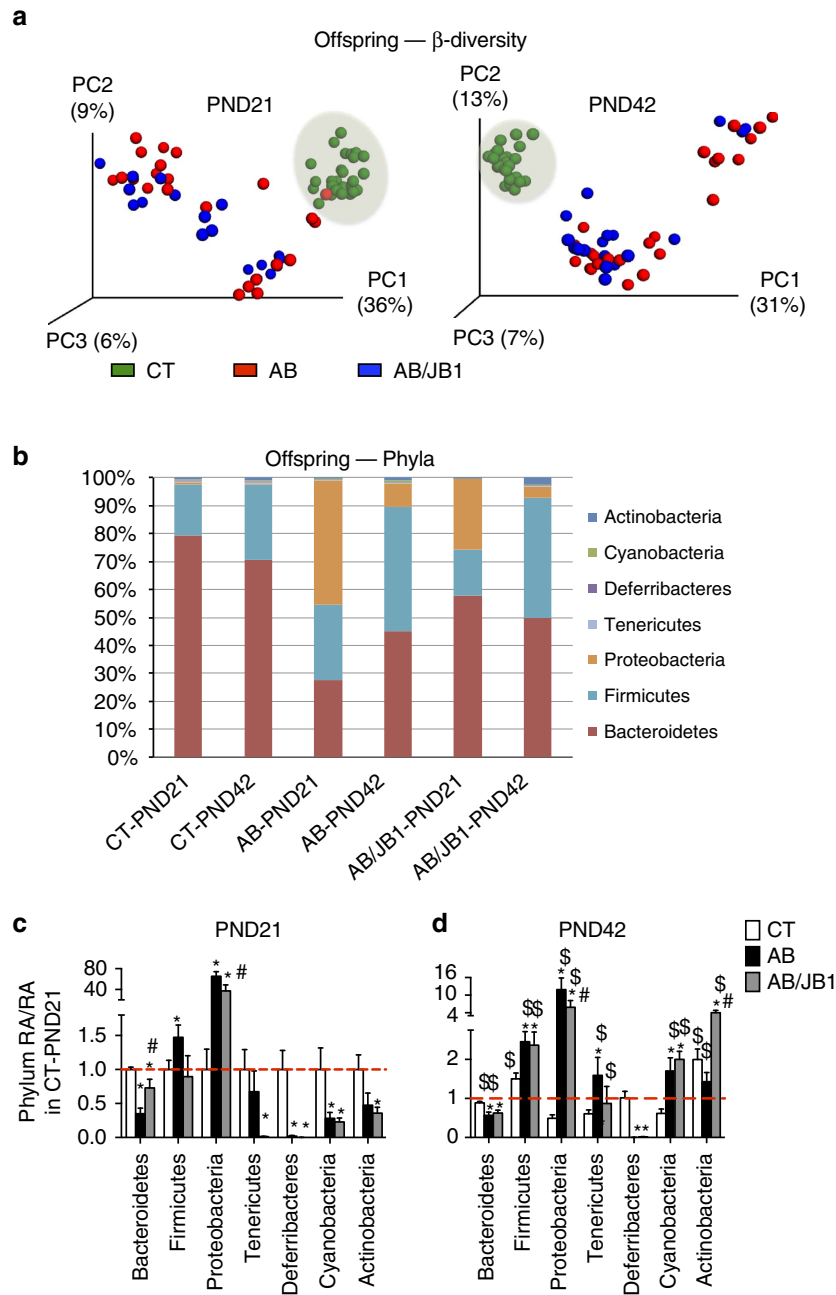 a
Offspring — β-diversity
PC2
(9%)
PND21
PC1
(36%)
PC3 (6%)
PC2
(13%)
PND42
PC1
(31%)
PC3 (7%)
CT
AB
AB/JB1
b
Offspring — Phyla
100%
90%
80%
70%
60%
50%
40%
30%
20%
10%
0%
CT-PND21
CT-PND42
AB-PND21
AB-PND42
AB/JB1-PND21
AB/JB1-PND42
Actinobacteria
Cyanobacteria
Deferribacteres
Tenericutes
Proteobacteria
Firmicutes
Bacteroidetes
c
PND21
Phylum RA/RA
in CT-PND21
80
40
1.5
1.0
0.5
0.0
* # *
*
* * #
*
* *
* *
*
Bacteroidetes
Firmicutes
Proteobacteria
Tenericutes
Deferribacteres
Cyanobacteria
Actinobacteria
d
PND42
16
10
4
2
1
0
$$
* *
$ $$
**
$ $
* * #
$ $
*
**
$$
* *
$ $ $
* #
Bacteroidetes
Firmicutes
Proteobacteria
Tenericutes
Deferribacteres
Cyanobacteria
Actinobacteria
CT
AB
AB/JB1